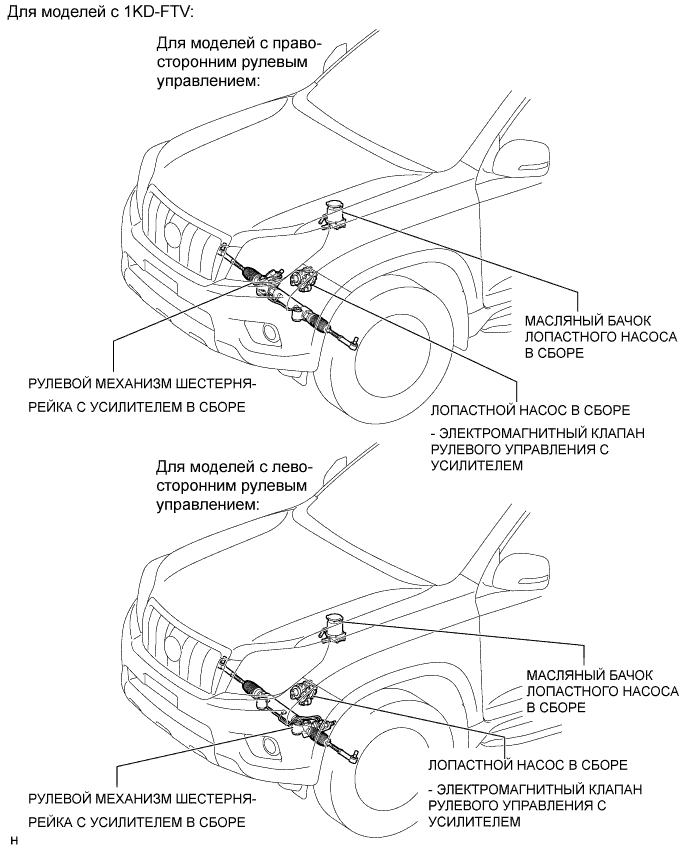 Для моделей с 1KD-FTV:
Для моделей с право-
сторонним рулевым
управлением:
МАСЛЯНЫЙ БАЧОК
ЛОПАСТНОГО НАСОСА
В СБОРЕ
РУЛЕВОЙ МЕХАНИЗМ ШЕСТЕРНЯ-
РЕЙКА С УСИЛИТЕЛЕМ В СБОРЕ
ЛОПАСТНОЙ НАСОС В СБОРЕ
- ЭЛЕКТРОМАГНИТНЫЙ КЛАПАН
РУЛЕВОГО УПРАВЛЕНИЯ С
УСИЛИТЕЛЕМ
Для моделей с лево-
сторонним рулевым
управлением:
МАСЛЯНЫЙ БАЧОК
ЛОПАСТНОГО НАСОСА
В СБОРЕ
ЛОПАСТНОЙ НАСОС В СБОРЕ
- ЭЛЕКТРОМАГНИТНЫЙ КЛАПАН
РУЛЕВОГО УПРАВЛЕНИЯ С
УСИЛИТЕЛЕМ
РУЛЕВОЙ МЕХАНИЗМ ШЕСТЕРНЯ-
РЕЙКА С УСИЛИТЕЛЕМ В СБОРЕ
н